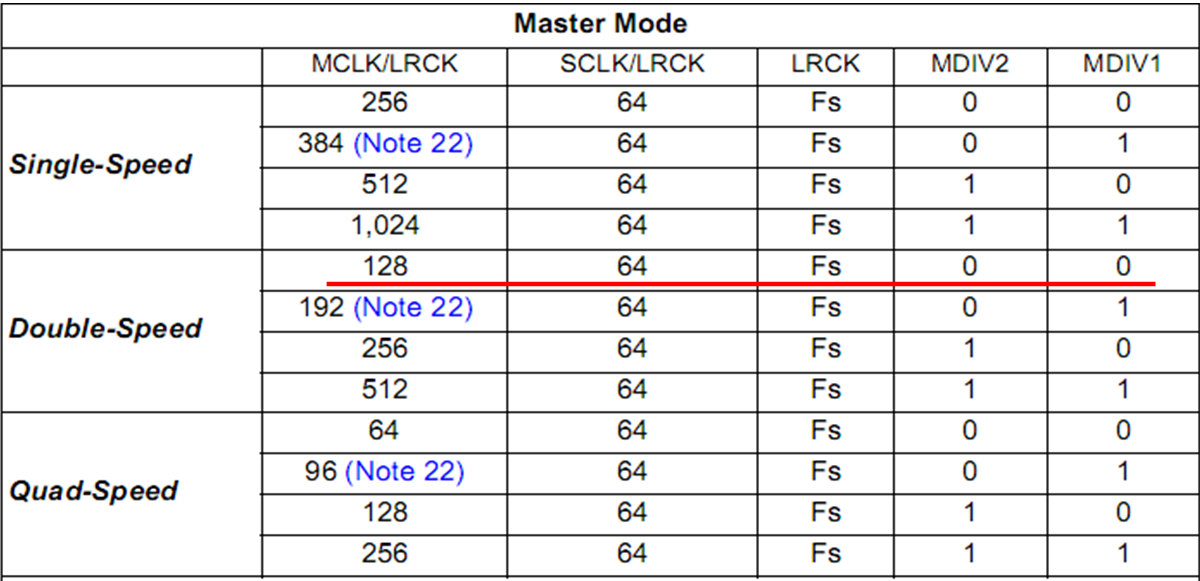 Master Mode
MCLK/LRCK SCLK/LRCK LRCK MDIV2 MDIV1
Single-Speed
256 64 Fs 0 0
384 (Note 22) 64 Fs 0 1
512 64 Fs 1 0
1,024 64 Fs 1 1
Double-Speed
128 64 Fs 0 0
192 (Note 22) 64 Fs 0 1
256 64 Fs 1 0
512 64 Fs 1 1
Quad-Speed
64 64 Fs 0 0
96 (Note 22) 64 Fs 0 1
128 64 Fs 1 0
256 64 Fs 1 1